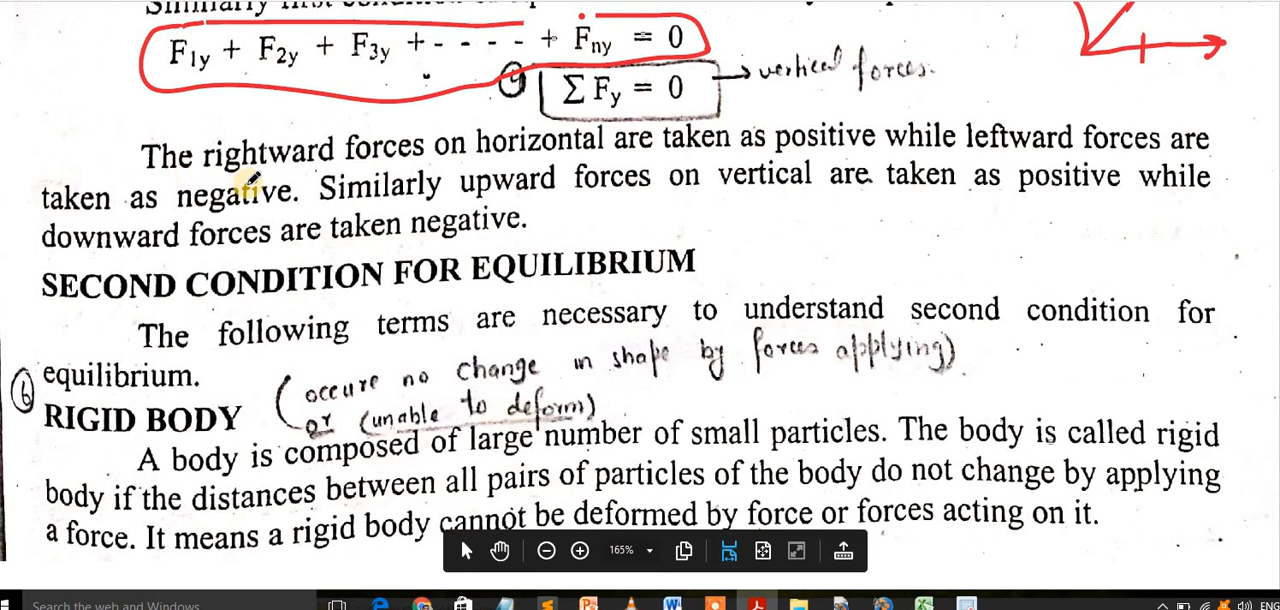 F1y + F2y + F3y + - - - - + Fny = 0
9 ∑ Fy = 0 → vertical forces.
The rightward forces on horizontal are taken as positive while leftward forces are
taken as negative. Similarly upward forces on vertical are taken as positive while
downward forces are taken negative.
SECOND CONDITION FOR EQUILIBRIUM
The following terms are necessary to understand second condition for
equilibrium. (occure no change in shape by forces applying)
6 RIGID BODY or (unable to deform)
A body is composed of large number of small particles. The body is called rigid
body if the distances between all pairs of particles of the body do not change by applying
a force. It means a rigid body cannot be deformed by force or forces acting on it.
165%
Search the web and Windows
ENG